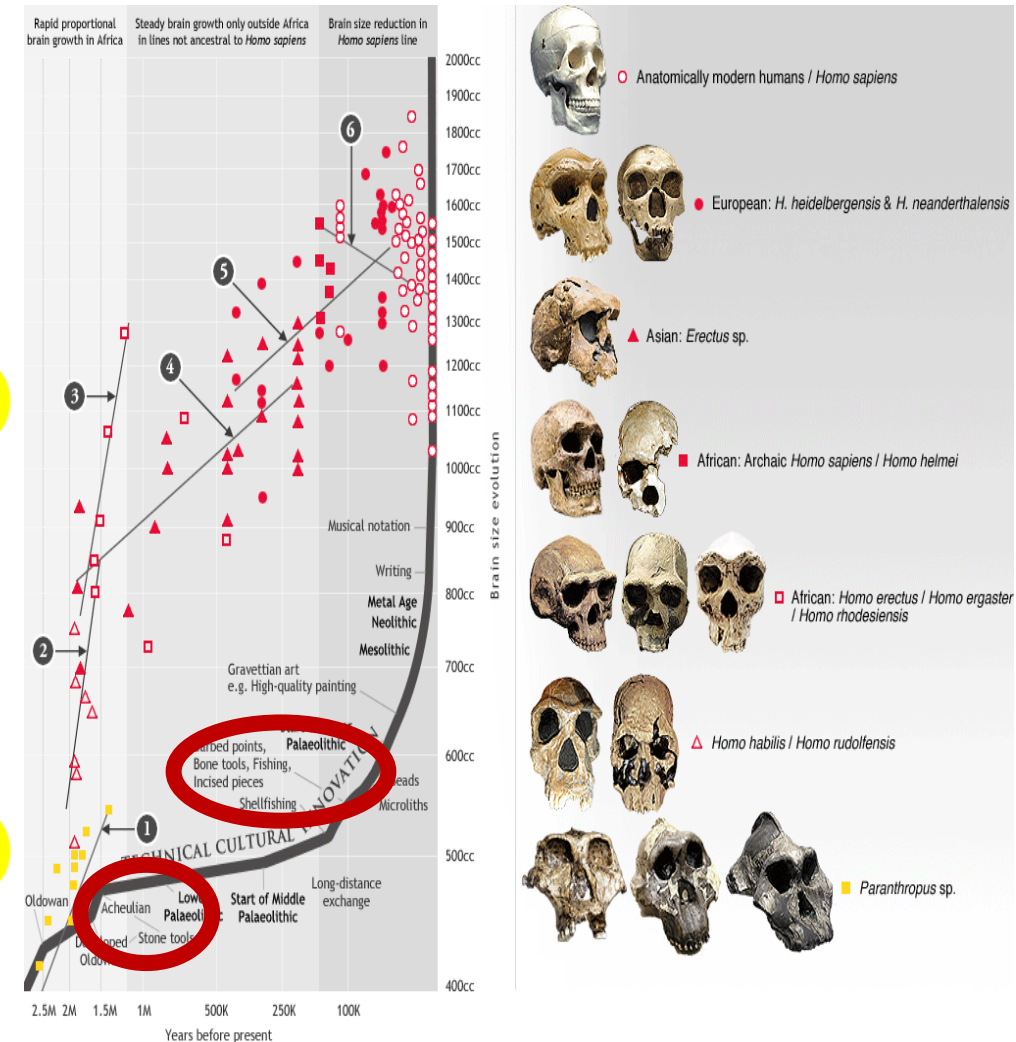 Rapid proportional
brain growth in Africa
Steady brain growth only outside Africa
in lines not ancestral to Homo sapiens
Brain size reduction in
Homo sapiens line
2000cc
1900cc
1800cc
1700cc
1600cc
1500cc
1400cc
1300cc
1200cc
1100cc
1000cc
900cc
800cc
700cc
600cc
500cc
400cc
Brain size evolution
6
5
4
3
2
1
Musical notation
Writing
Metal Age
Neolithic
Mesolithic
Gravettian art
e.g. High-quality painting
Palaeolithic
points,
Bone tools, Fishing,
Incised pieces
Shellfishing
Microliths
TECHNICAL CULTURAL INNOVATION
Oldowan
Acheulian
Stone tools
Start of Middle
Palaeolithic
Long-distance
exchange
2.5M 2M 1.5M 1M 500K 250K 100K
Years before present
Anatomically modern humans / Homo sapiens
European: H. heidelbergensis & H. neanderthalensis
Asian: Erectus sp.
African: Archaic Homo sapiens / Homo helmei
African: Homo erectus / Homo ergaster
/ Homo rhodesiensis
Homo habilis / Homo rudolfensis
Paranthropus sp.